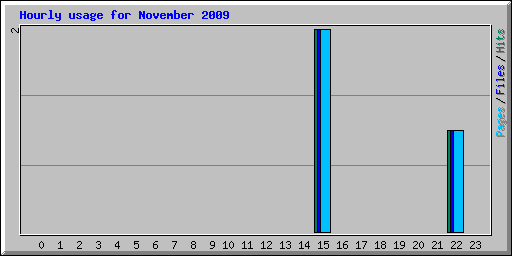 Hourly usage for November 2009
2
0 1 2 3 4 5 6 7 8 9 10 11 12 13 14 15 16 17 18 19 20 21 22 23
Pages/Files/Hits